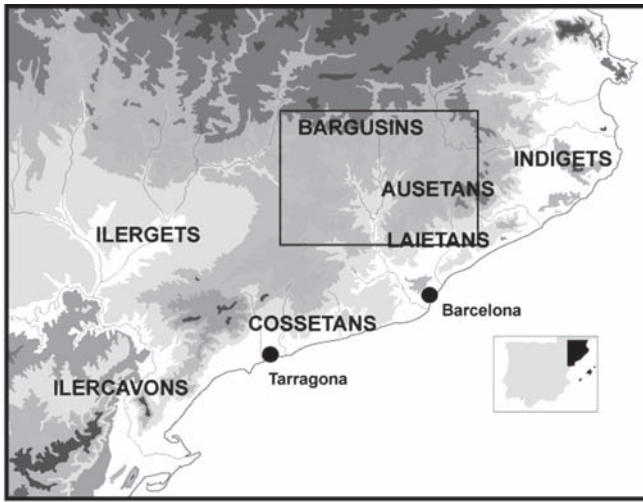 BARGUSINS
INDIGETS
AUSETANS
ILERGETS
LAIETANS
Barcelona
COSSETANS
Tarragona
ILERCAVONS